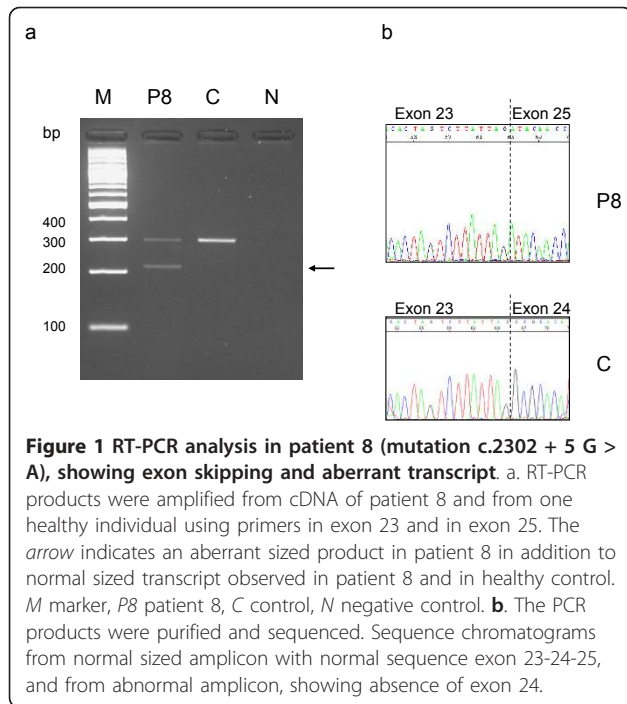 a
b
M P8 C N
bp
400
300
200
100
Exon 23 Exon 25
P8
Exon 23 Exon 24
C
Figure 1 RT-PCR analysis in patient 8 (mutation c.2302 + 5 G >
A), showing exon skipping and aberrant transcript. a. RT-PCR
products were amplified from cDNA of patient 8 and from one
healthy individual using primers in exon 23 and in exon 25. The
arrow indicates an aberrant sized product in patient 8 in addition to
normal sized transcript observed in patient 8 and in healthy control.
M marker, P8 patient 8, C control, N negative control. b. The PCR
products were purified and sequenced. Sequence chromatograms
from normal sized amplicon with normal sequence exon 23-24-25,
and from abnormal amplicon, showing absence of exon 24.